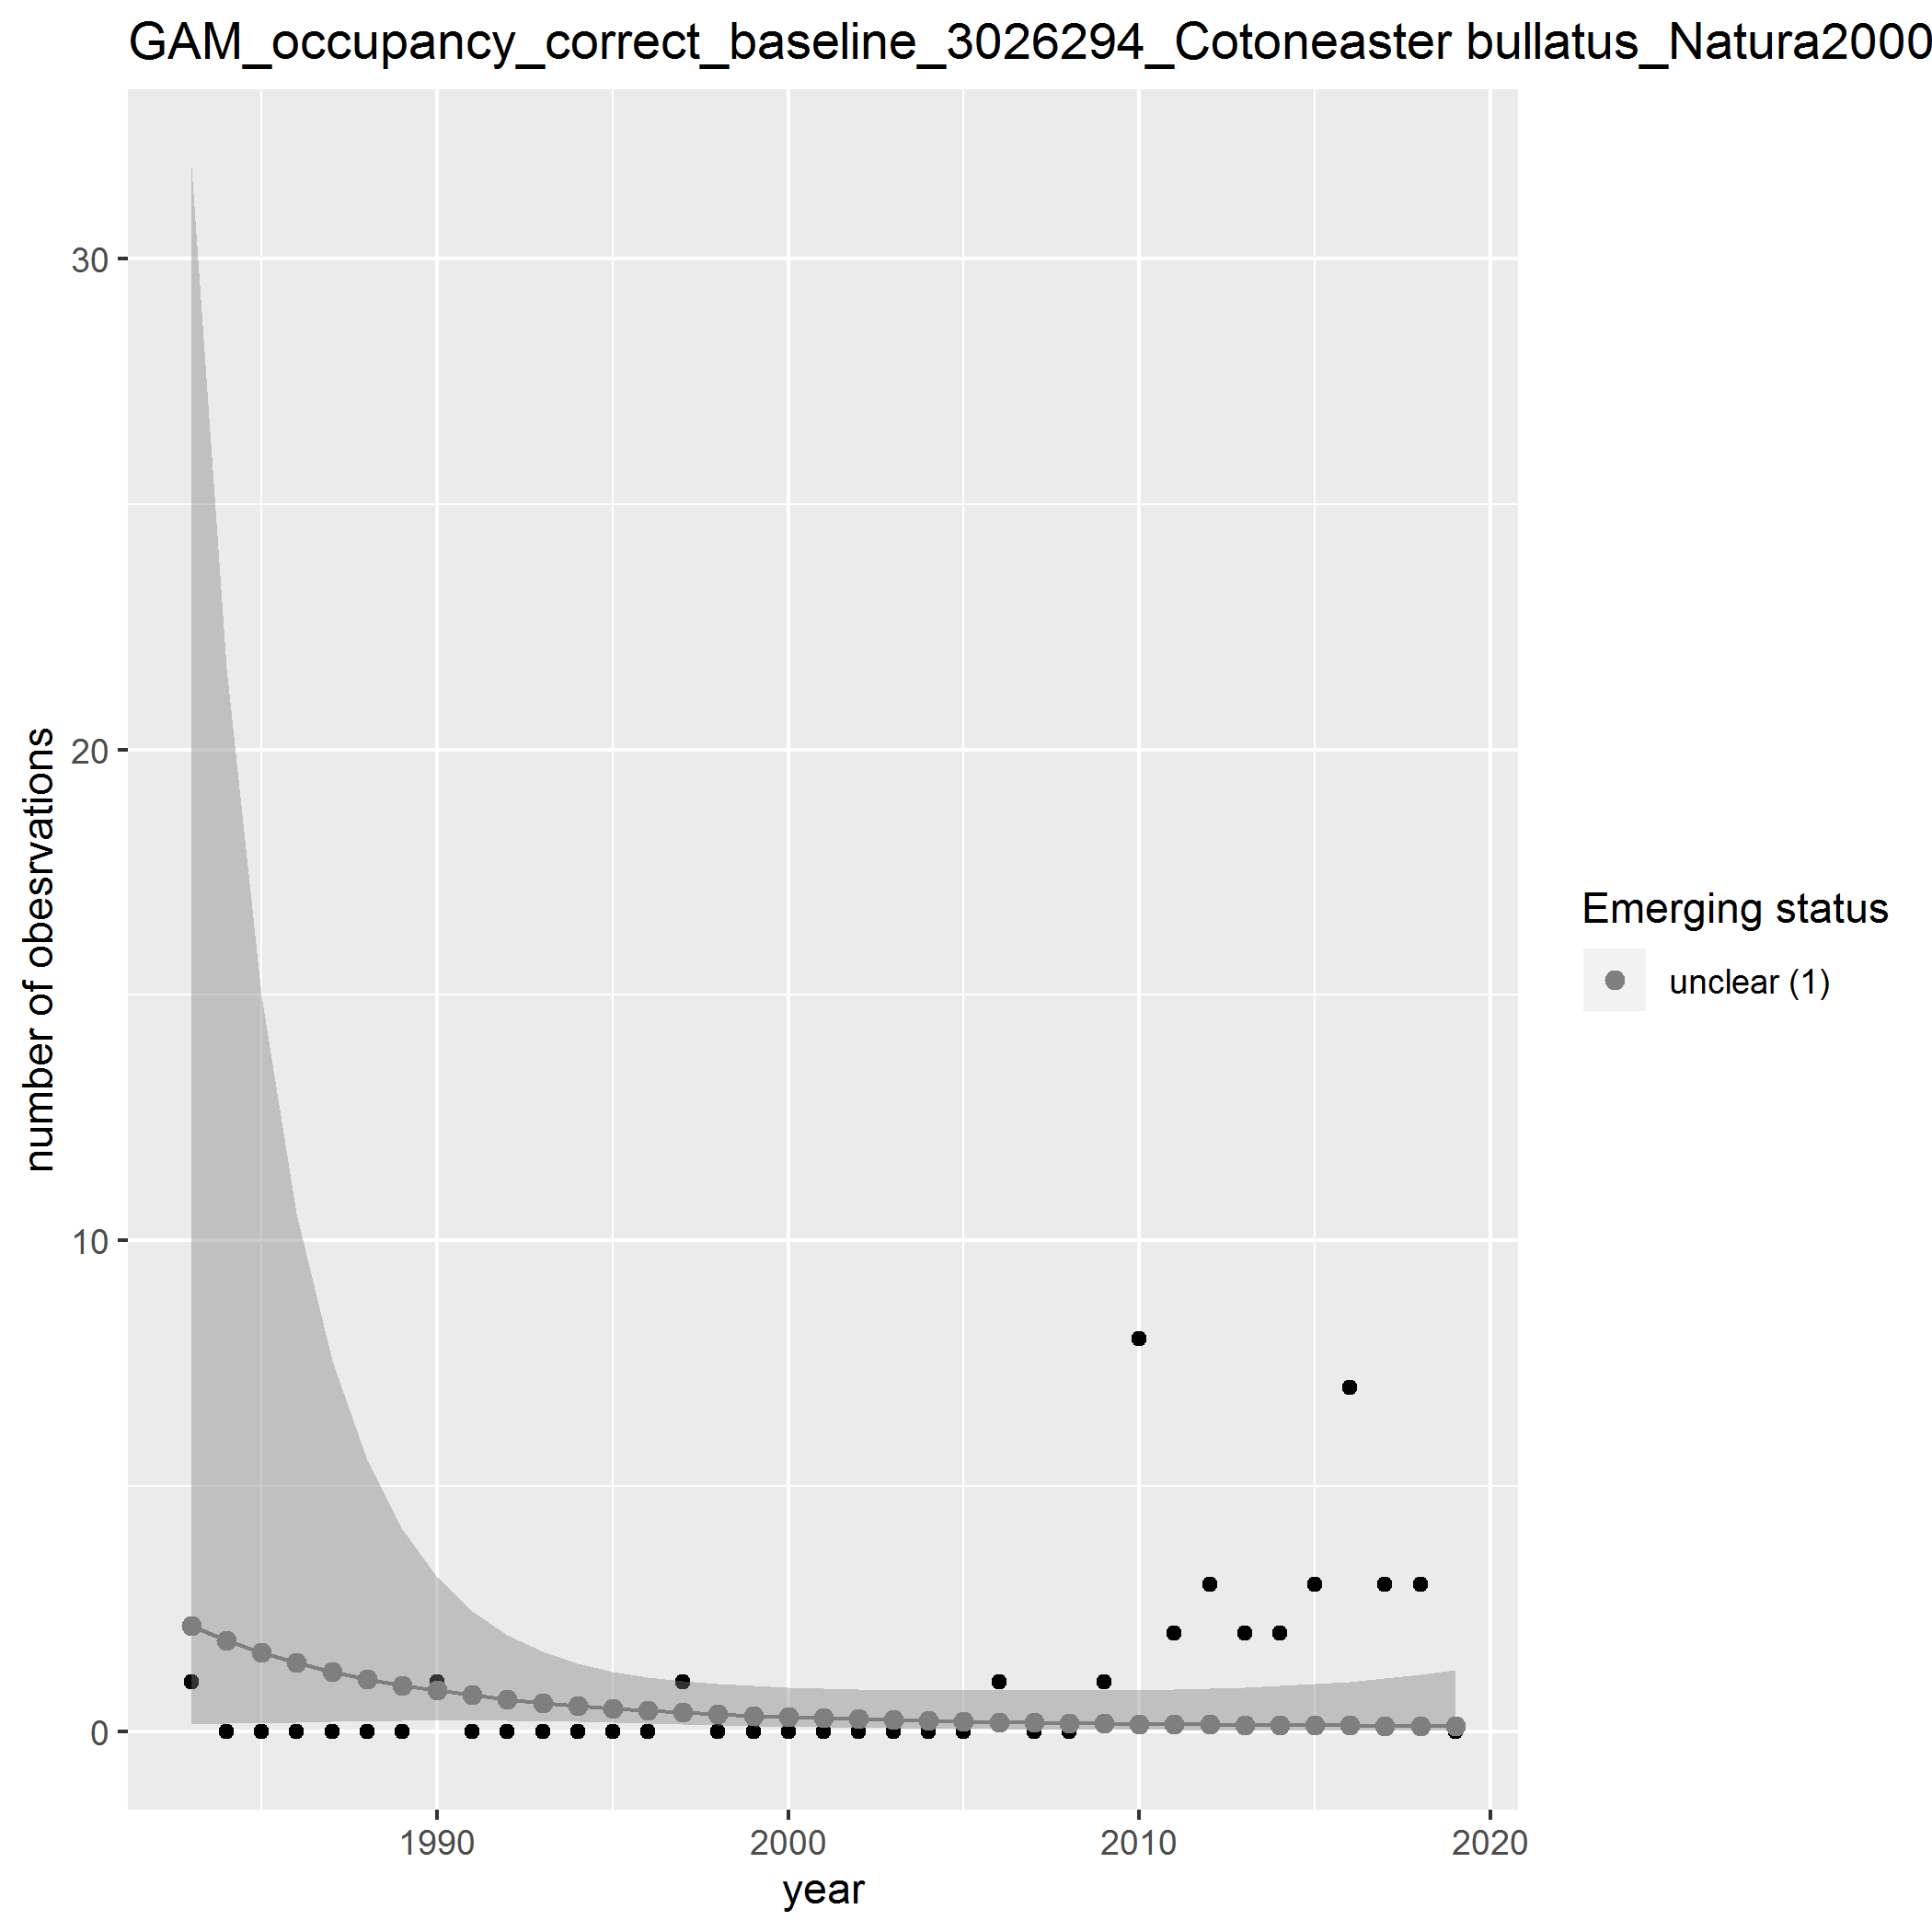 GAM_occupancy_correct_baseline_3026294_Cotoneaster bullatus_Natura2000
30
20
10
0
number of obesrvations
1990 2000 2010 2020
year
Emerging status
unclear (1)